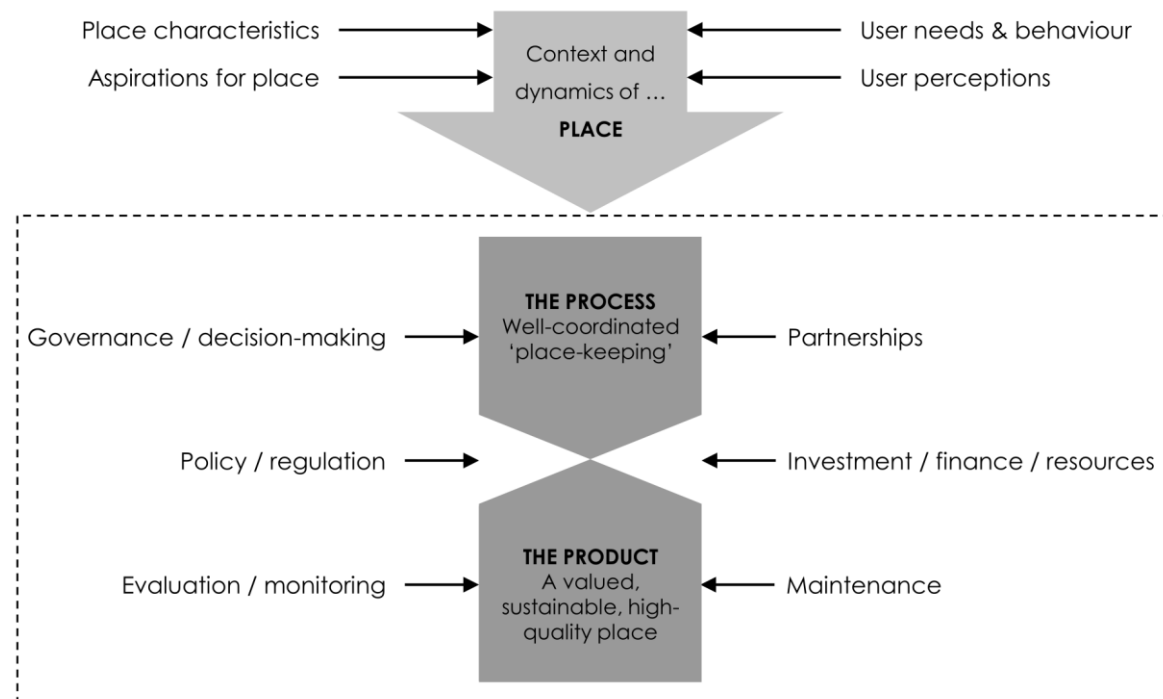 Place characteristics
User needs & behaviour
Aspirations for place
User perceptions
Context and
dynamics of …
PLACE
THE PROCESS
Well-coordinated
‘place-keeping’
Governance / decision-making
Partnerships
Policy / regulation
Investment / finance / resources
THE PRODUCT
A valued,
sustainable, high-
quality place
Evaluation / monitoring
Maintenance